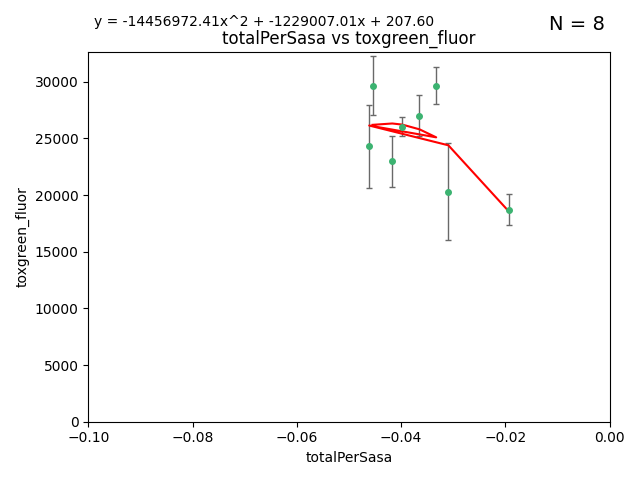 y = -14456972.41x^2 + -1229007.01x + 207.60
N = 8
totalPerSasa vs toxgreen_fluor
30000
25000
20000
15000
10000
5000
0
toxgreen_fluor
−0.10 −0.08 −0.06 −0.04 −0.02 0.00
totalPerSasa